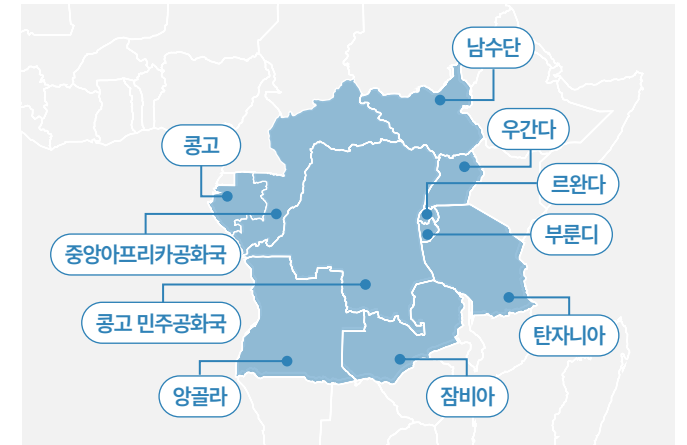 남수단
우간다
콩고
르완다
부룬디
중앙아프리카공화국
콩고 민주공화국
탄자니아
앙골라
잠비아